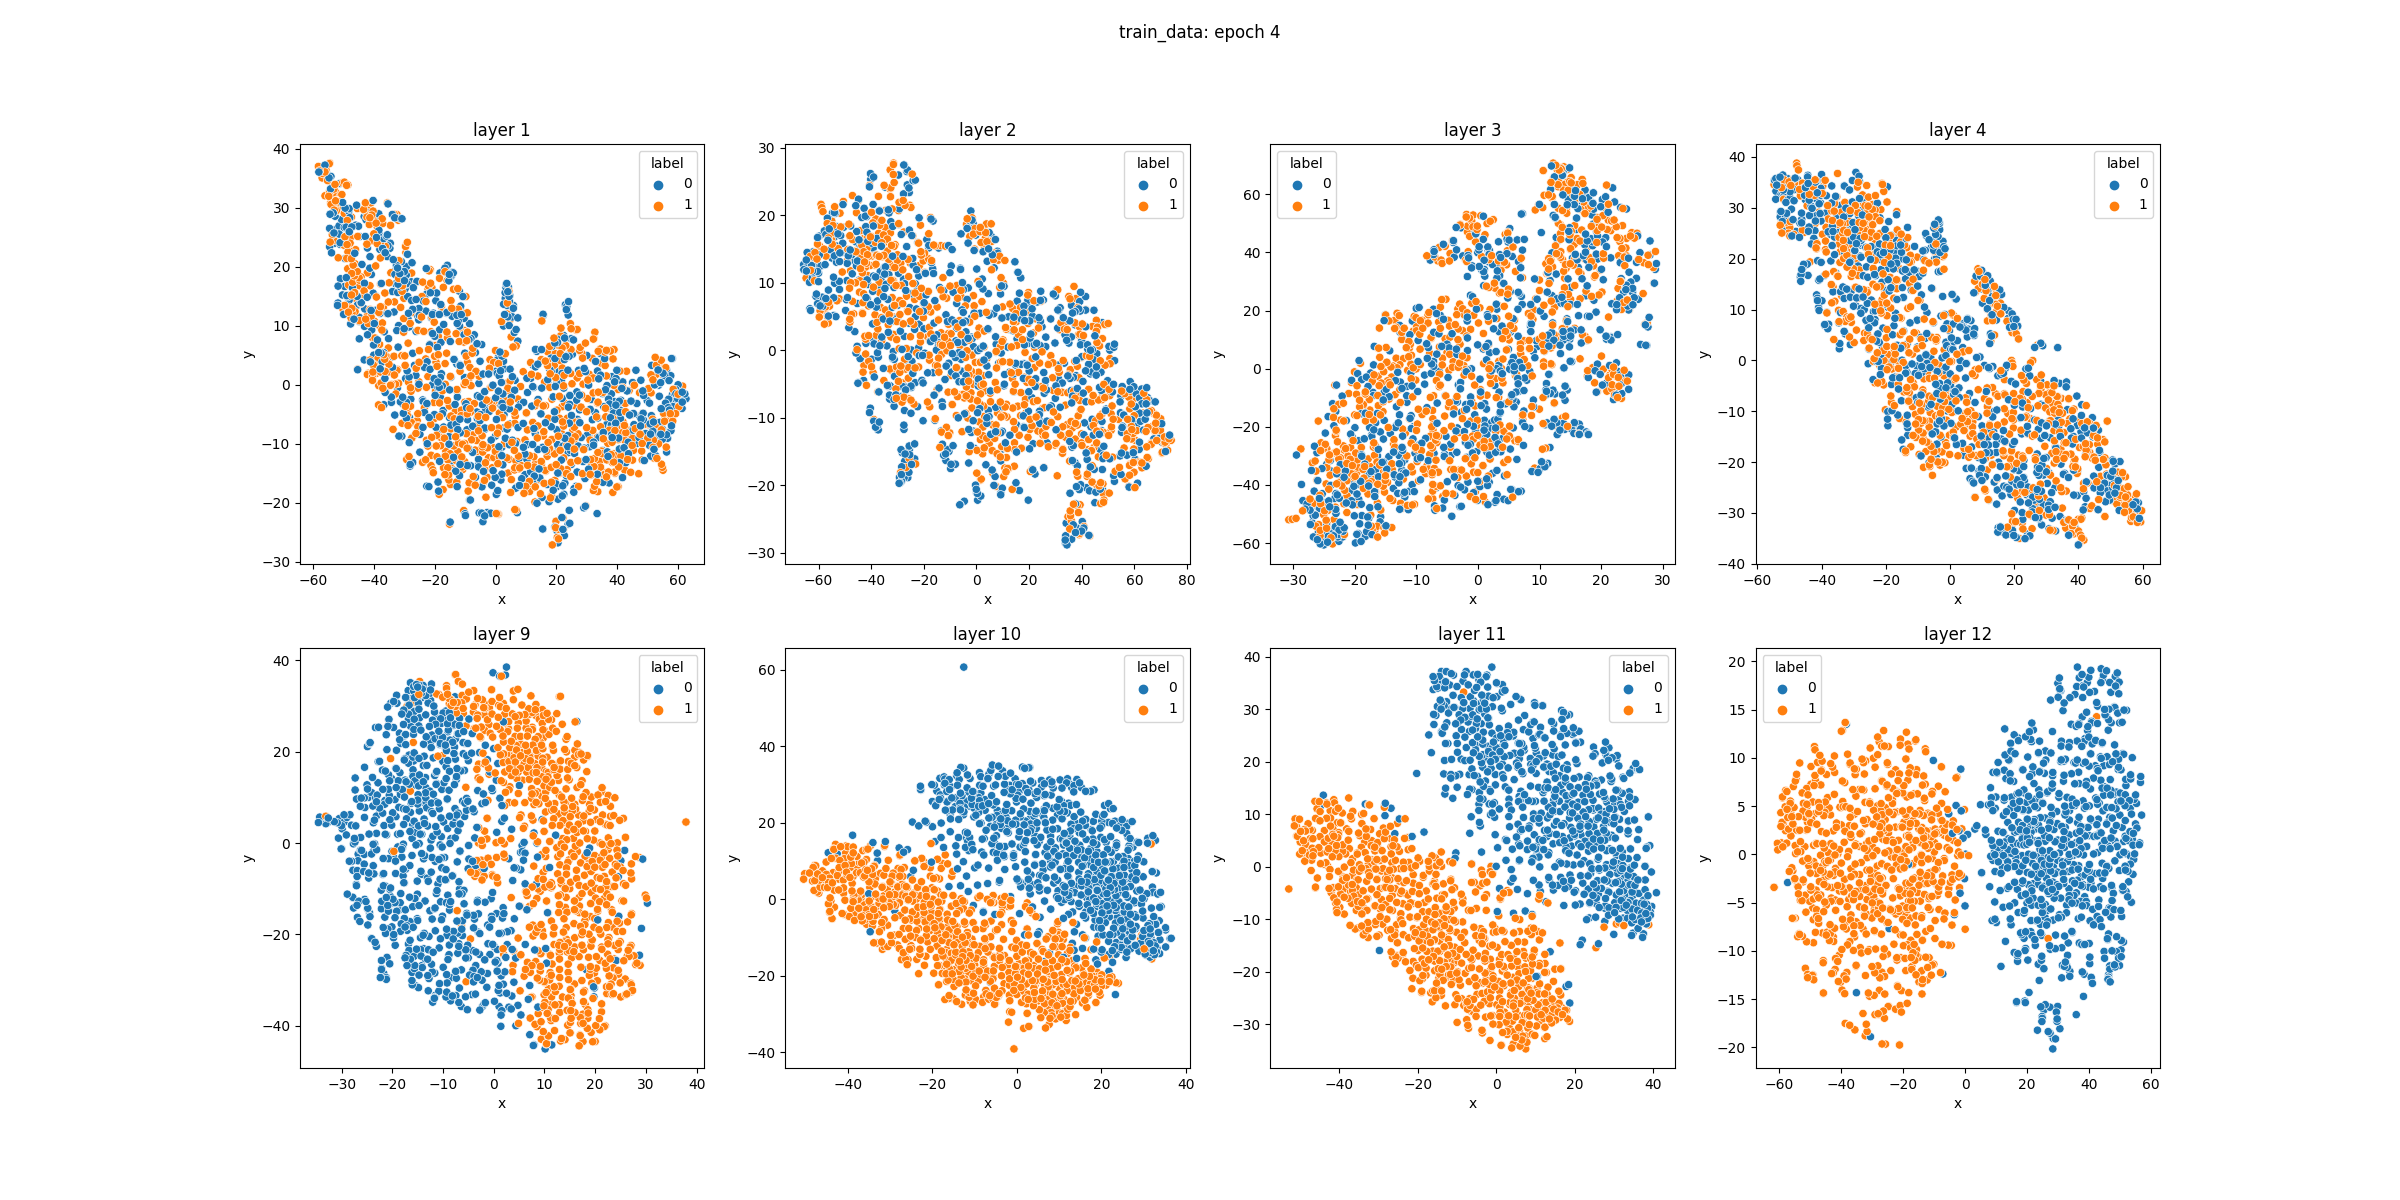 train_data: epoch 4
layer 1
label
0
1
40
30
20
10
0
−10
−20
−30
y
−60 −40 −20 0 20 40 60
x
layer 2
label
0
1
30
20
10
0
−10
−20
−30
y
−60 −40 −20 0 20 40 60 80
x
layer 3
label
0
1
60
40
20
0
−20
−40
−60
y
−30 −20 −10 0 10 20 30
x
layer 4
label
0
1
40
30
20
10
0
−10
−20
−30
−40
y
−60 −40 −20 0 20 40 60
x
layer 9
label
0
1
40
20
0
−20
−40
y
−30 −20 −10 0 10 20 30 40
x
layer 10
label
0
1
60
40
20
0
−20
−40
y
−40 −20 0 20 40
x
layer 11
label
0
1
40
30
20
10
0
−10
−20
−30
y
−40 −20 0 20 40
x
layer 12
label
0
1
20
15
10
5
0
−5
−10
−15
−20
y
−60 −40 −20 0 20 40 60
x